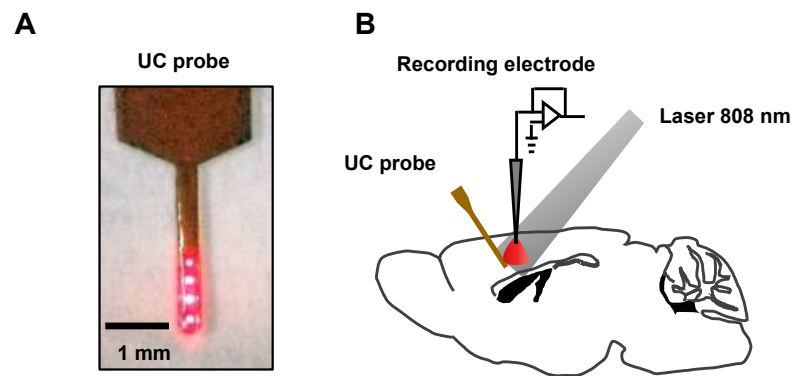 A
UC probe
1 mm
B
Recording electrode
Laser 808 nm
UC probe